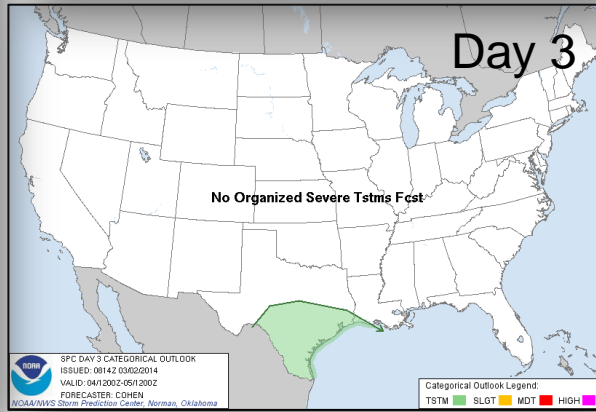 Day 3
No Organized Severe Tstms Fcst
NOAA
SPC DAY 3 CATEGORICAL OUTLOOK
ISSUED: 0814Z 03/02/2014
VALID: 04/1200Z-05/1200Z
FORECASTER: COHEN
NOAA/NWS Storm Prediction Center, Norman, Oklahoma
Categorical Outlook Legend:
TSTM SLGT MDT HIGH